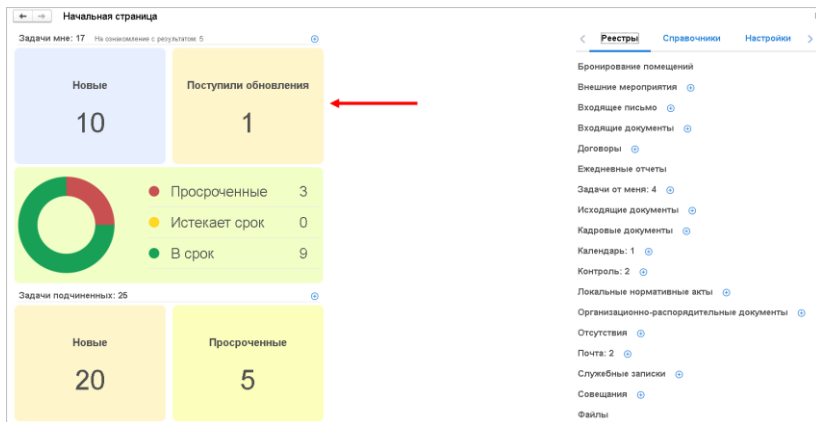 Начальная страница
Задачи мне: 17 На ознакомление с результатом: 5
Новые
10
Поступили обновления
1
Просроченные 3
Истекает срок 0
В срок 9
Задачи подчиненных: 25
Новые
20
Просроченные
5
Реестры Справочники Настройки
Бронирование помещений
Внешние мероприятия
Входящее письмо
Входящие документы
Договоры
Ежедневные отчеты
Задачи от меня: 4
Исходящие документы
Кадровые документы
Календарь: 1
Контроль: 2
Локальные нормативные акты
Организационно-распорядительные документы
Отсутствия
Почта: 2
Служебные записки
Совещания
Файлы